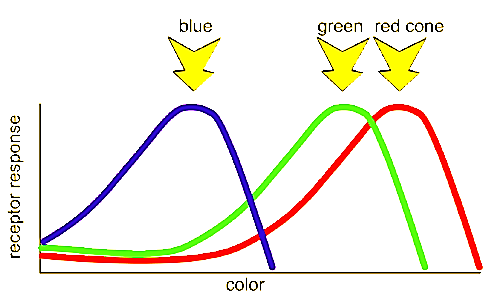 blue green red cone
receptor response
color